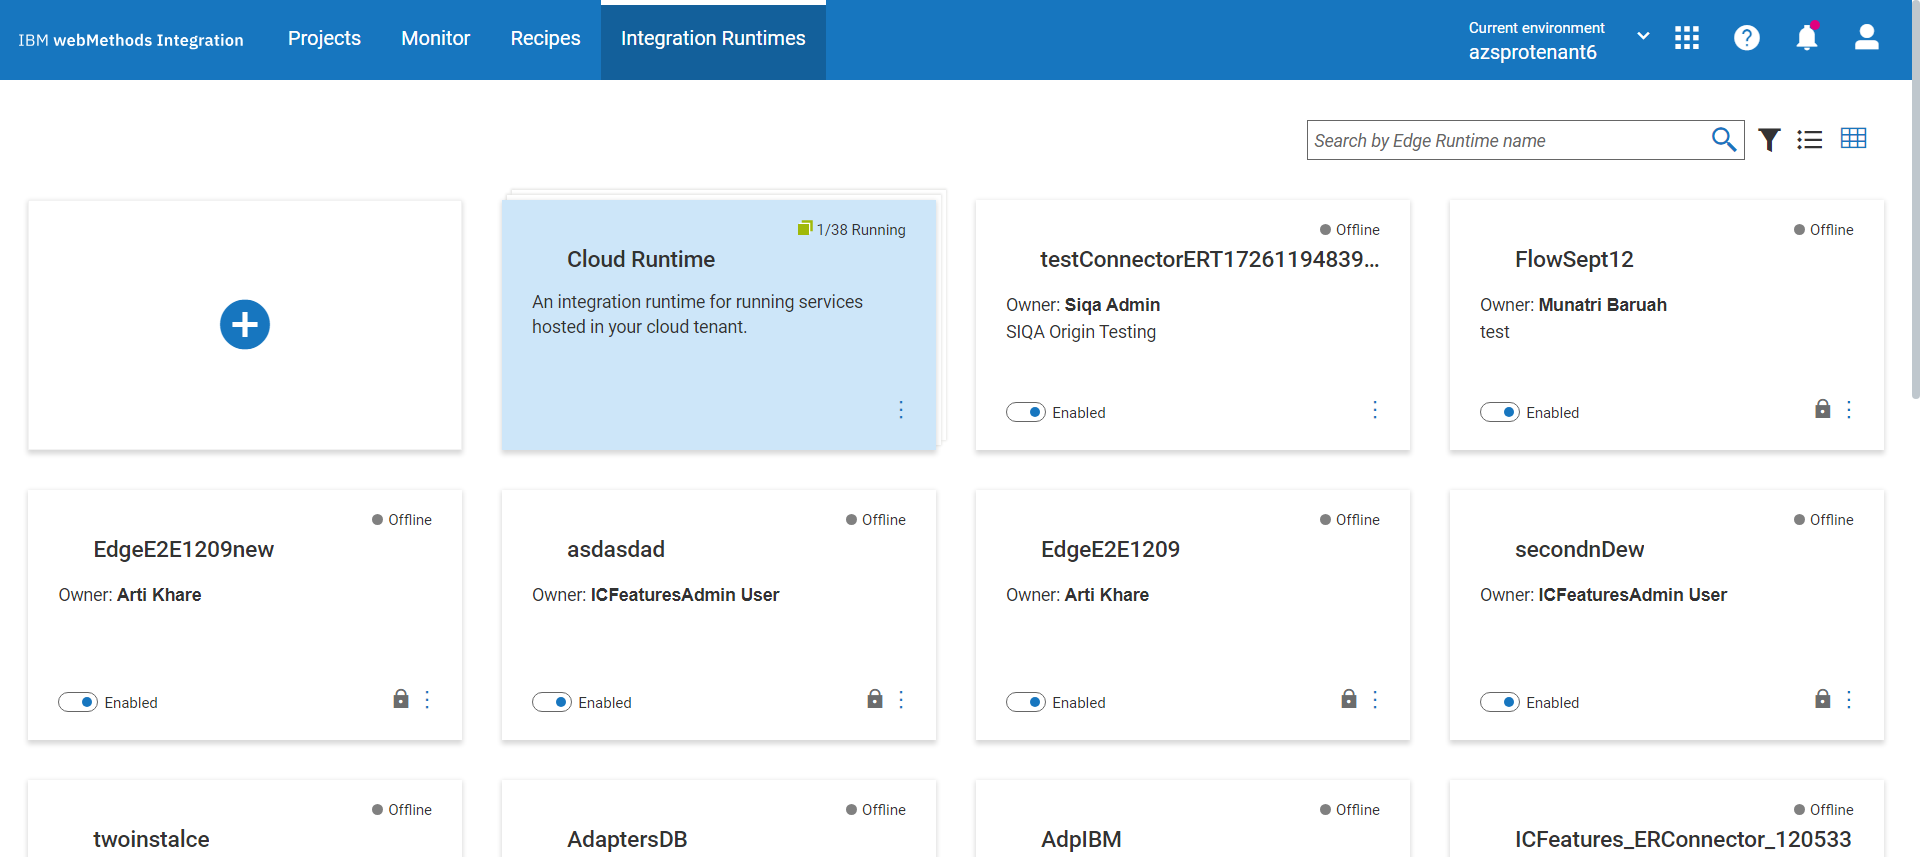 IBM webMethods Integration
Projects
Monitor
Recipes
Integration Runtimes
Current environment
azsprotenant6
Search by Edge Runtime name
1/38 Running
Cloud Runtime
An integration runtime for running services
hosted in your cloud tenant.
Offline
testConnectorERT17261194839...
Owner: Siqa Admin
SIQA Origin Testing
Enabled
Offline
FlowSept12
Owner: Munatri Baruah
test
Enabled
Offline
EdgeE2E1209new
Owner: Arti Khare
Enabled
Offline
asdasdad
Owner: ICFeaturesAdmin User
Enabled
Offline
EdgeE2E1209
Owner: Arti Khare
Enabled
Offline
secondnDew
Owner: ICFeaturesAdmin User
Enabled
Offline
twoinstalce
Offline
AdaptersDB
Offline
AdpIBM
Offline
ICFeatures_ERConnector_120533